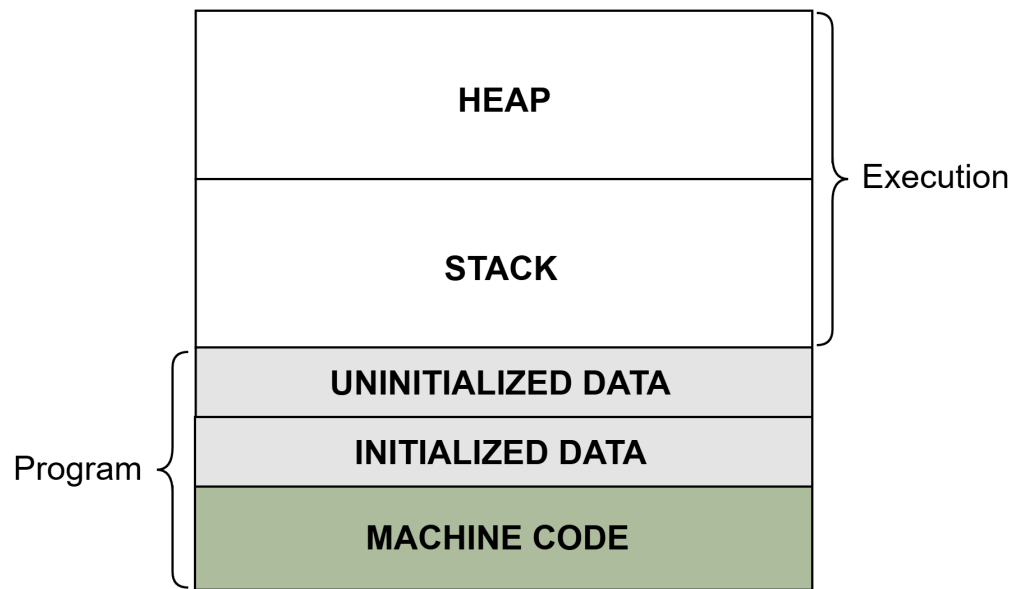 HEAP
Execution
STACK
UNINITIALIZED DATA
INITIALIZED DATA
Program
MACHINE CODE